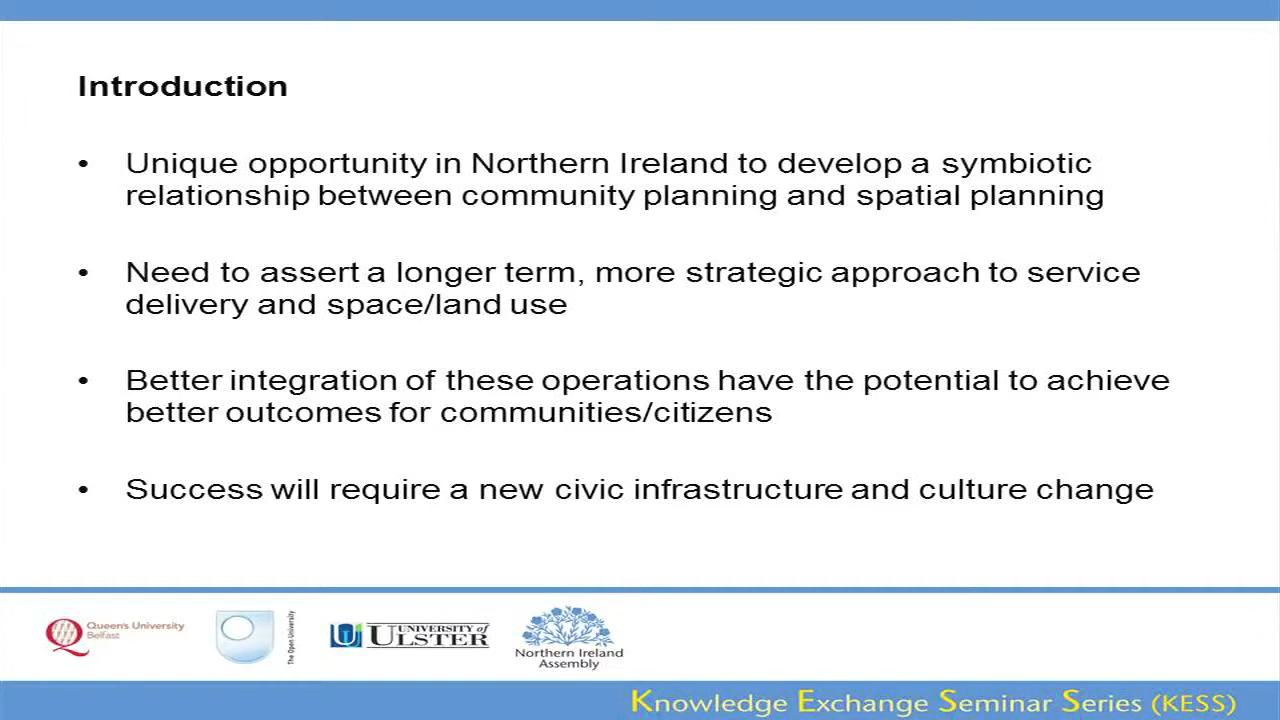 Introduction
• Unique opportunity in Northern Ireland to develop a symbiotic
relationship between community planning and spatial planning
• Need to assert a longer term, more strategic approach to service
delivery and space/land use
• Better integration of these operations have the potential to achieve
better outcomes for communities/citizens
• Success will require a new civic infrastructure and culture change
Queen's University
Belfast
The Open University
UNIVERSITY of
ULSTER
Northern Ireland
Assembly
Knowledge Exchange Seminar Series (KESS)